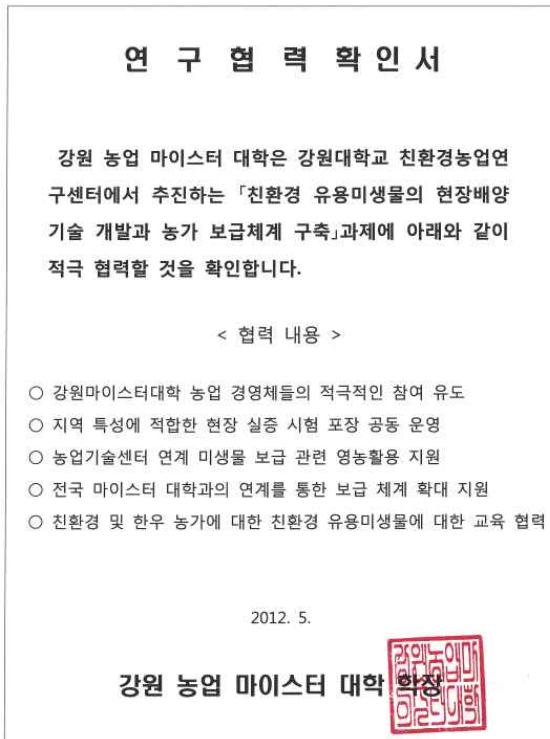 연 구 협 력 확 인 서
강원 농업 마이스터 대학은 강원대학교 친환경농업연
구센터에서 추진하는 「친환경 유용미생물의 현장배양
기술 개발과 농가 보급체계 구축」과제에 아래와 같이
적극 협력할 것을 확인합니다.
< 협력 내용 >
○ 강원마이스터대학 농업 경영체들의 적극적인 참여 유도
○ 지역 특성에 적합한 현장 실증 시험 포장 공동 운영
○ 농업기술센터 연계 미생물 보급 관련 영농활용 지원
○ 전국 마이스터 대학과의 연계를 통한 보급 체계 확대 지원
○ 친환경 및 한우 농가에 대한 친환경 유용미생물에 대한 교육 협력
2012. 5.
강원 농업 마이스터 대학 학장